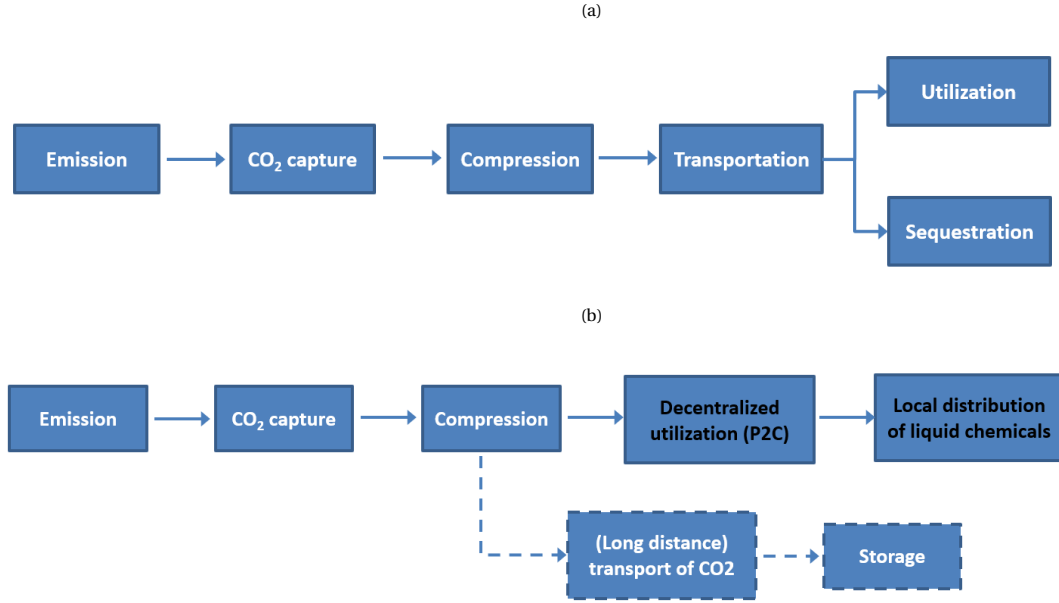 (a)
Utilization
Emission
CO₂ capture
Compression
Transportation
Sequestration
(b)
Emission
CO₂ capture
Compression
Decentralized
utilization (P2C)
Local distribution
of liquid chemicals
(Long distance)
transport of CO2
Storage